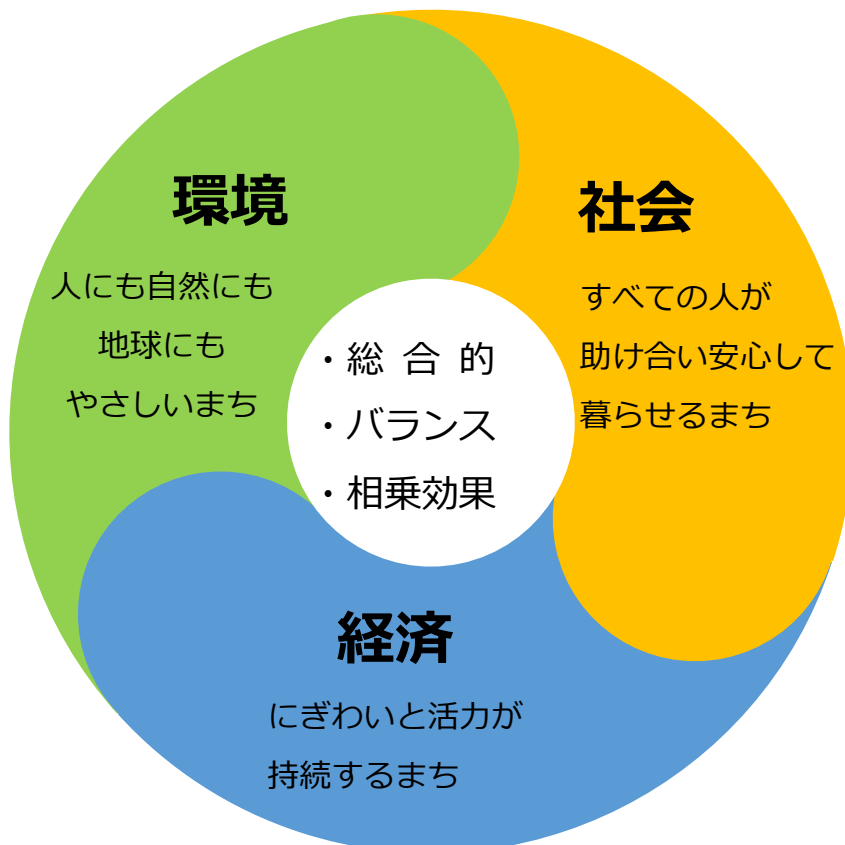 環境
人にも自然にも
地球にも
やさしいまち
社会
すべての人が
助け合い安心して
暮らせるまち
・総 合 的
・バランス
・相乗効果
経済
にぎわいと活力が
持続するまち